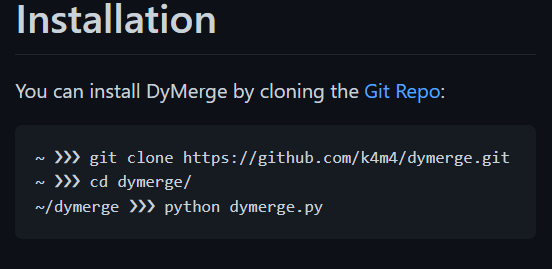 Installation
You can install DyMerge by cloning the Git Repo:
~ ❯❯❯ git clone https://github.com/k4m4/dymerge.git
~ ❯❯❯ cd dymerge/
~/dymerge ❯❯❯ python dymerge.py